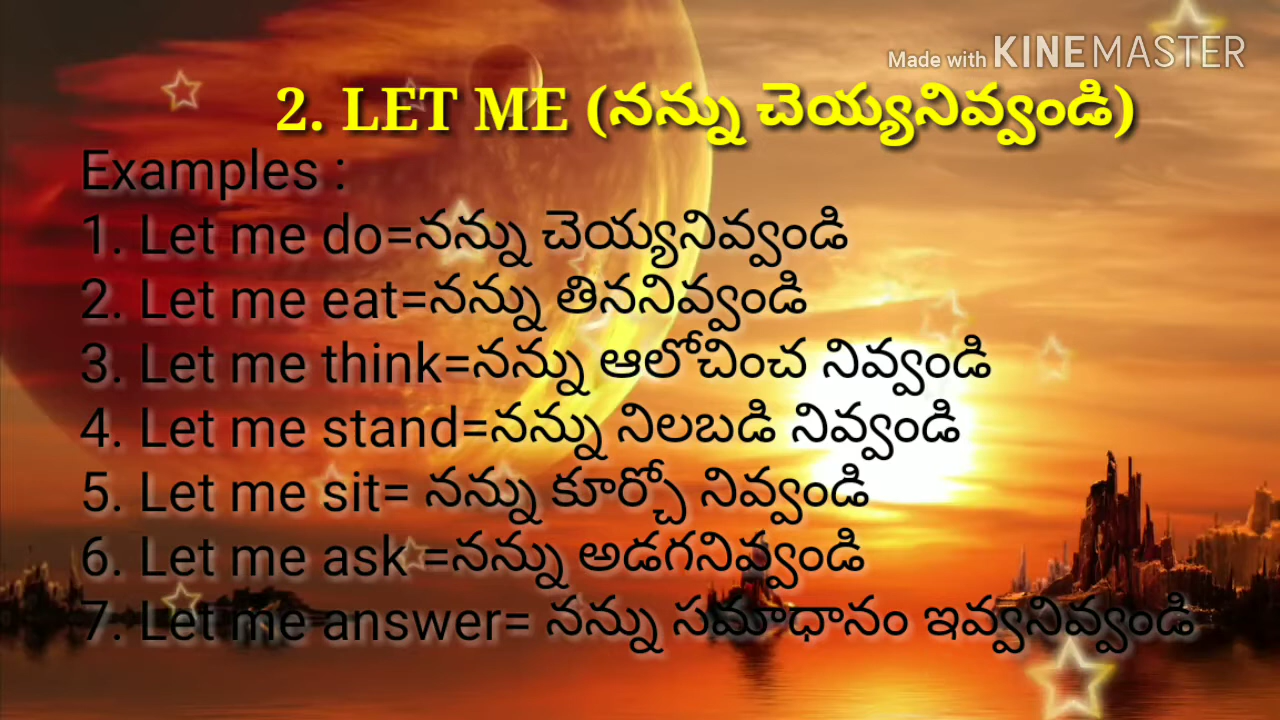 Made with KINEMASTER
2. LET ME (నన్ను చెయ్యనివ్వండి)
Examples :
1. Let me do=నన్ను చెయ్యనివ్వండి
2. Let me eat=నన్ను తిననివ్వండి
3. Let me think=నన్ను ఆలోచించ నివ్వండి
4. Let me stand=నన్ను నిలబడి నివ్వండి
5. Let me sit= నన్ను కూర్చో నివ్వండి
6. Let me ask =నన్ను అడగనివ్వండి
7. Let me answer= నన్ను సమాధానం ఇవ్వనివ్వండి